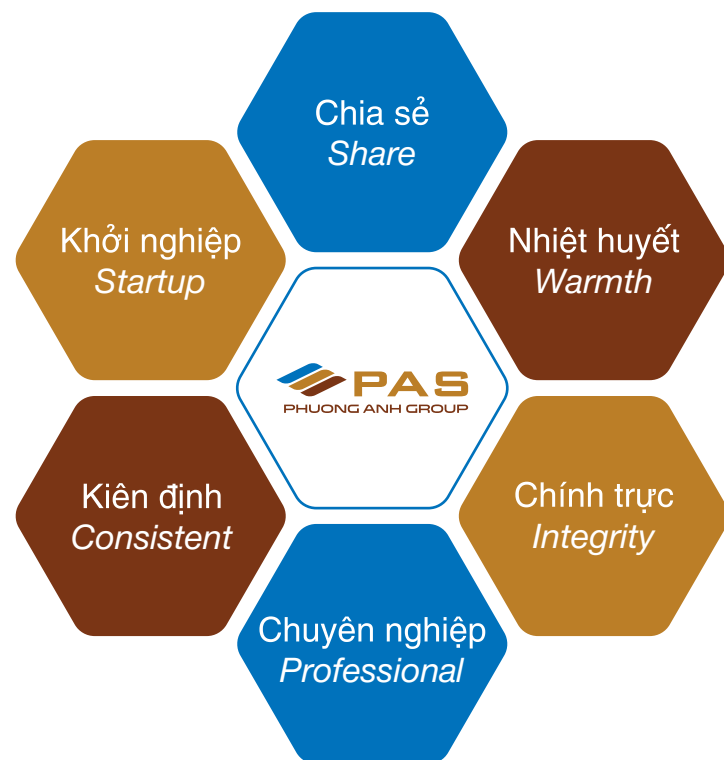 Chia sẻ
Share
Khởi nghiệp
Startup
Nhiệt huyết
Warmth
PAS
PHUONG ANH GROUP
Kiên định
Consistent
Chính trực
Integrity
Chuyên nghiệp
Professional